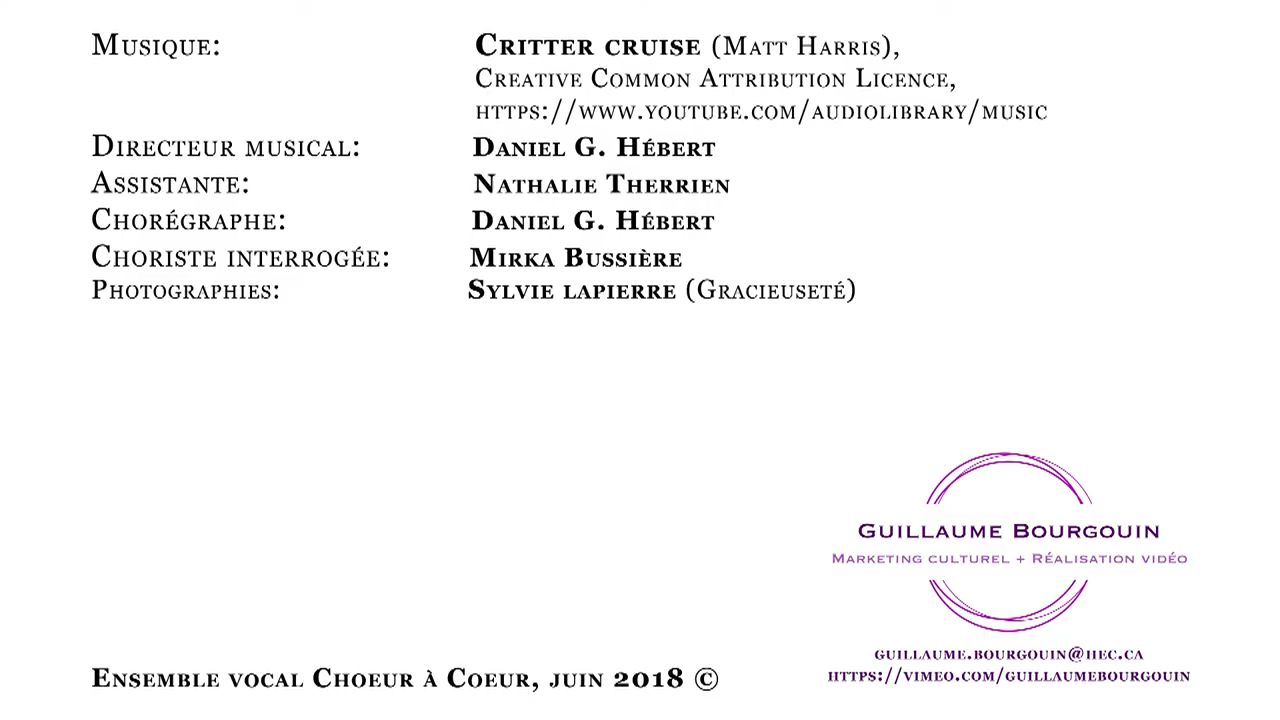 Musique: Critter cruise (Matt Harris),
Creative Common Attribution Licence,
https://www.youtube.com/audiolibrary/music
Directeur musical: Daniel G. Hébert
Assistante: Nathalie Therrien
Chorégraphe: Daniel G. Hébert
Choriste interrogée: Mirka Bussière
Photographies: Sylvie lapierre (Gracieuseté)
Guillaume Bourgouin
Marketing culturel + Réalisation vidéo
guillaume.bourgouin@hec.ca
https://vimeo.com/guillaumebourgouin
Ensemble vocal Choeur à Coeur, juin 2018 ©